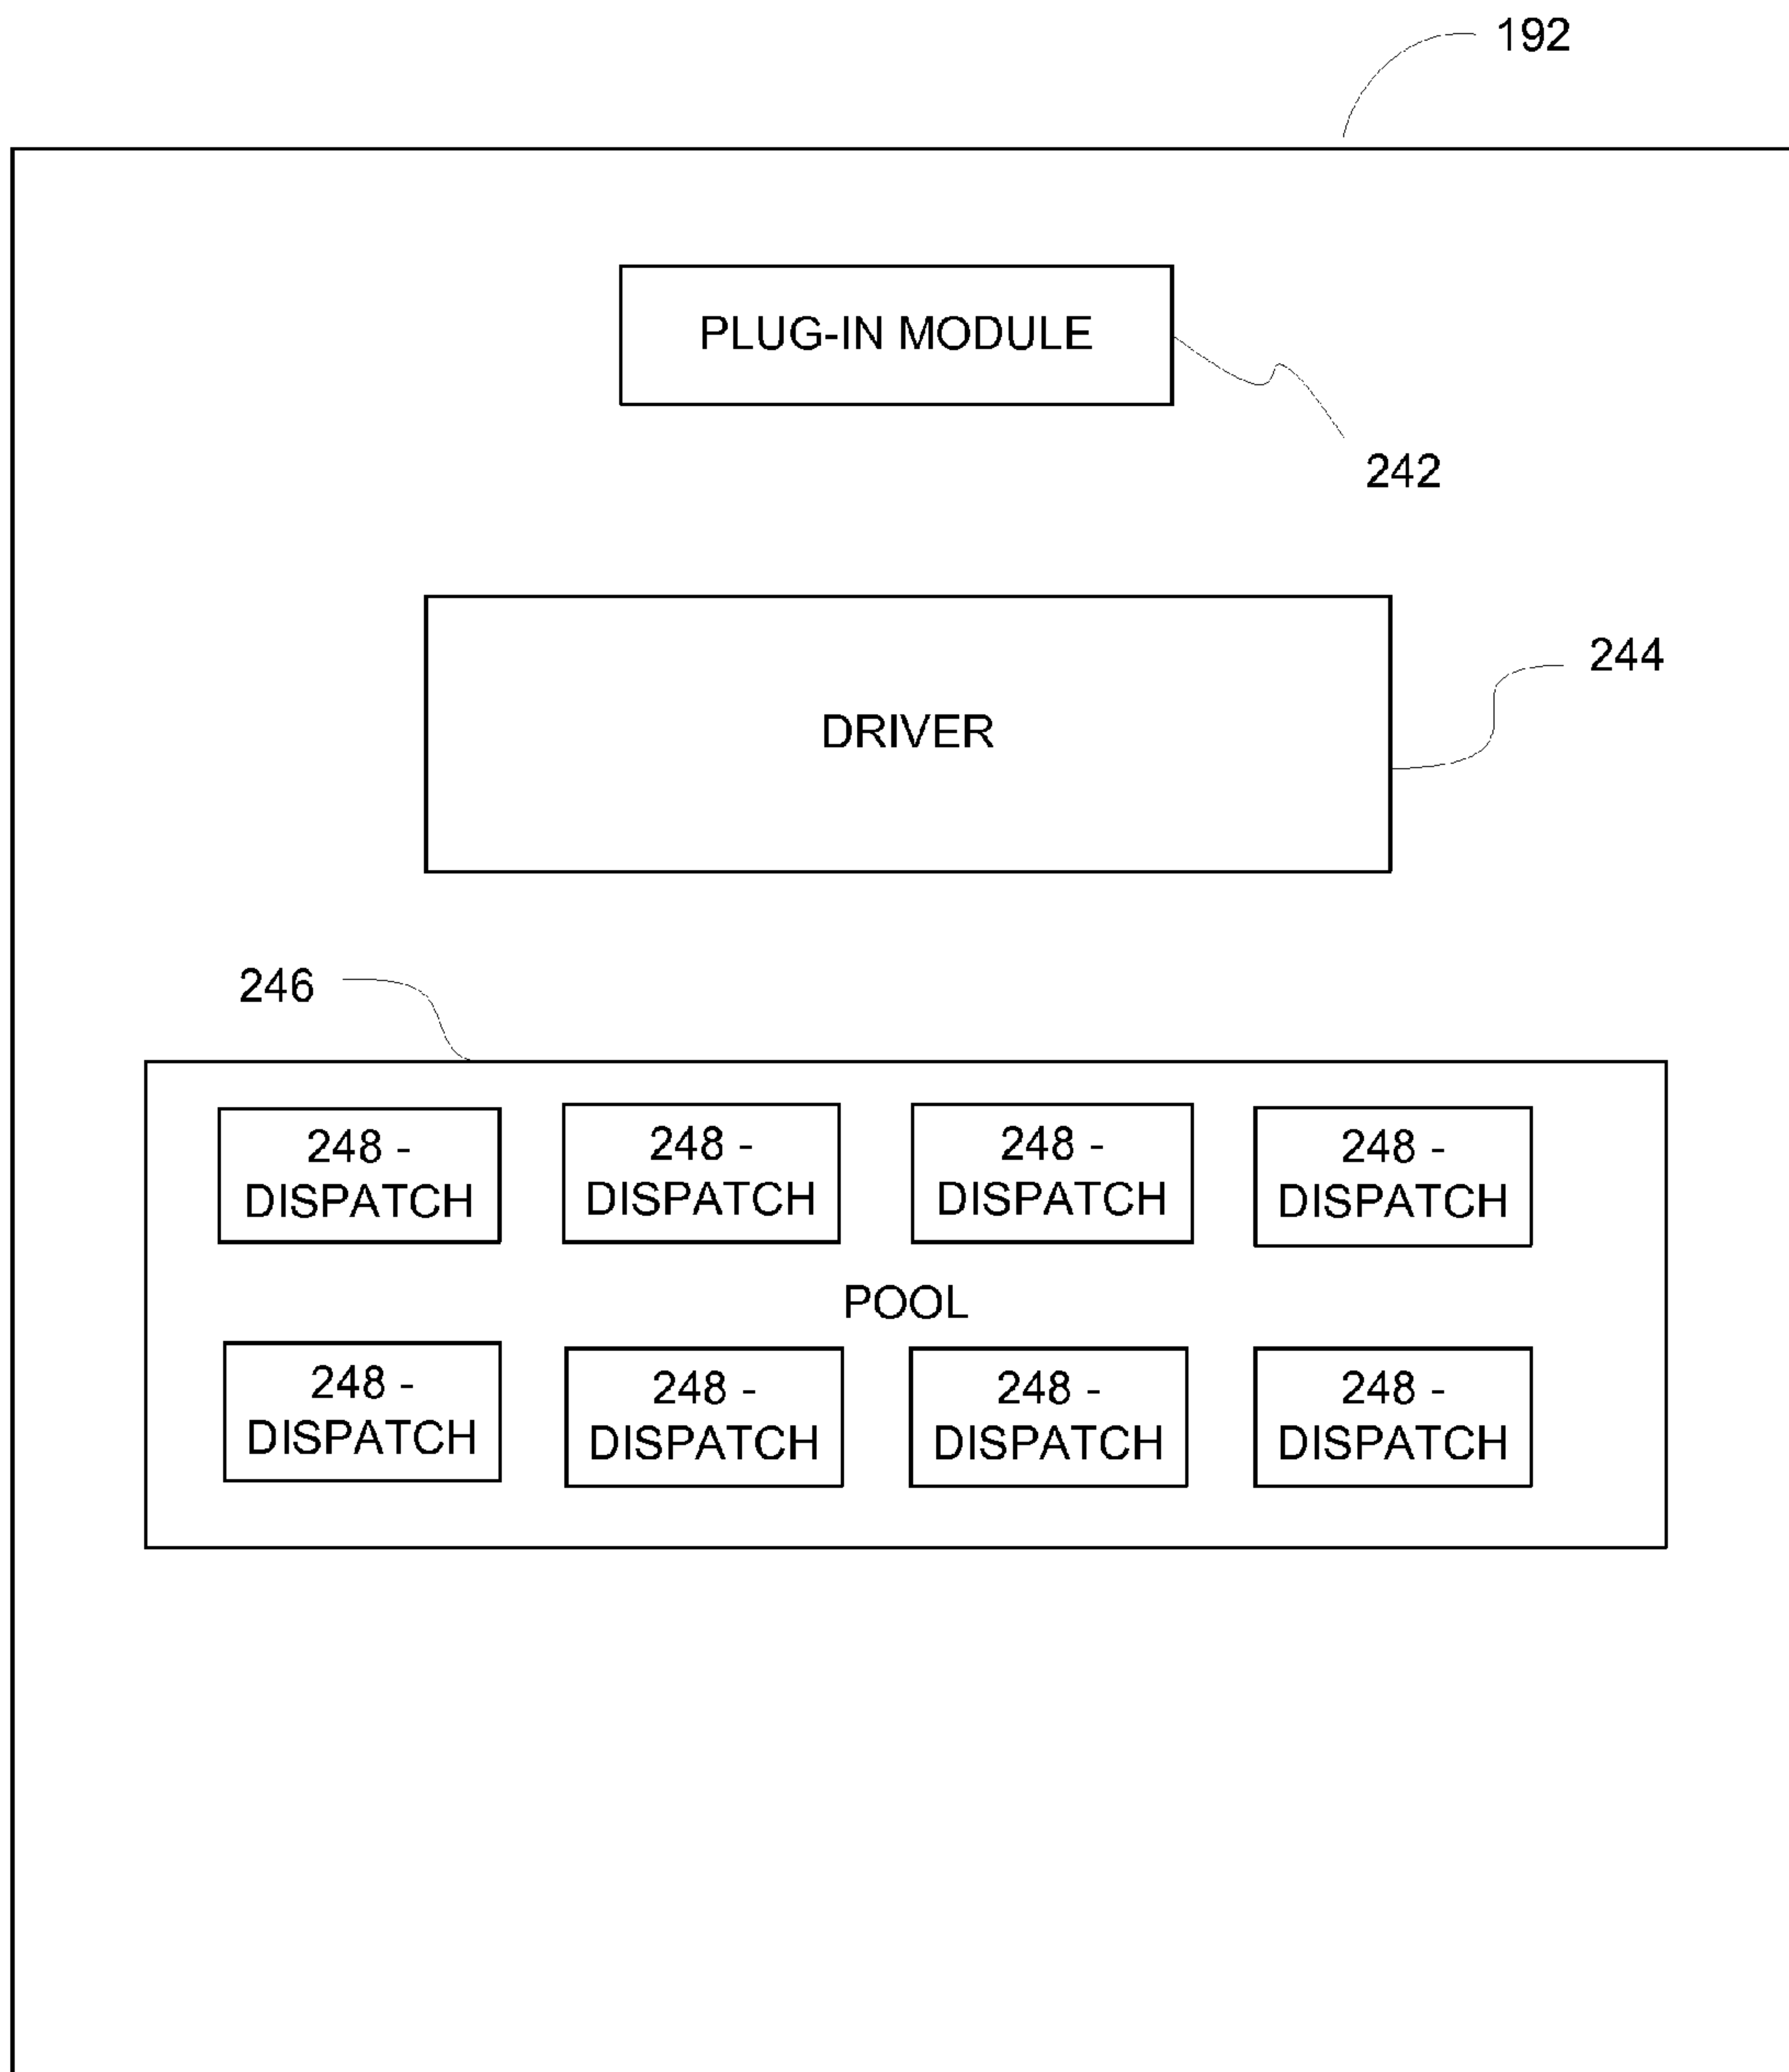 192
PLUG-IN MODULE
242
244
DRIVER
246
248 -
DISPATCH
248 -
DISPATCH
248 -
DISPATCH
248 -
DISPATCH
POOL
248 -
DISPATCH
248 -
DISPATCH
248 -
DISPATCH
248 -
DISPATCH